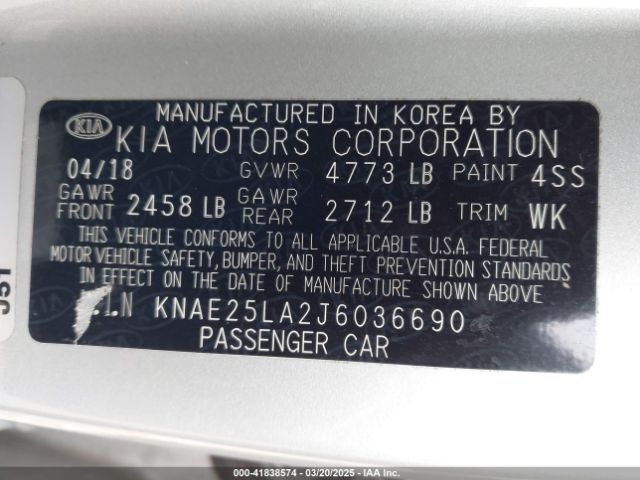 MANUFACTURED IN KOREA BY
KIA KIA MOTORS CORPORATION
04/18 GVWR 4773 LB PAINT 4SS
GAWR FRONT 2458 LB GAWR REAR 2712 LB TRIM WK
THIS VEHICLE CONFORMS TO ALL APPLICABLE U.S.A. FEDERAL
MOTOR VEHICLE SAFETY, BUMPER, AND THEFT PREVENTION STANDARDS
IN EFFECT ON THE DATE OF MANUFACTURE SHOWN ABOVE
V.I.N KNAE25LA2J6036690
PASSENGER CAR
000-41838574 | 03/20/2025 - IAA Inc.